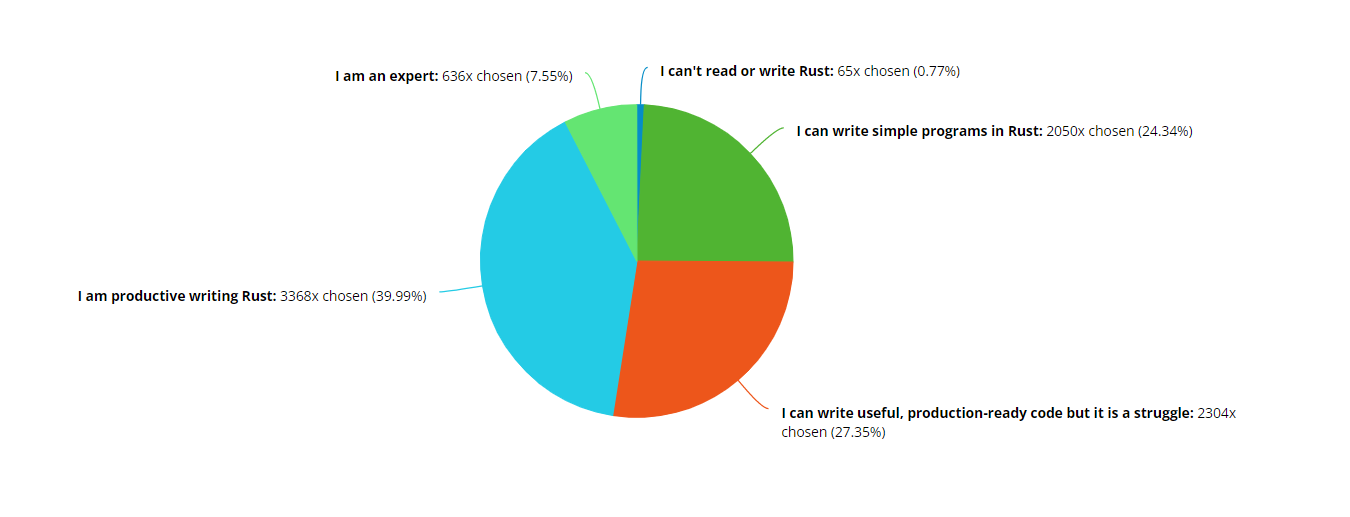 I am an expert: 636x chosen (7.55%)
I can't read or write Rust: 65x chosen (0.77%)
I can write simple programs in Rust: 2050x chosen (24.34%)
I am productive writing Rust: 3368x chosen (39.99%)
I can write useful, production-ready code but it is a struggle: 2304x
chosen (27.35%)